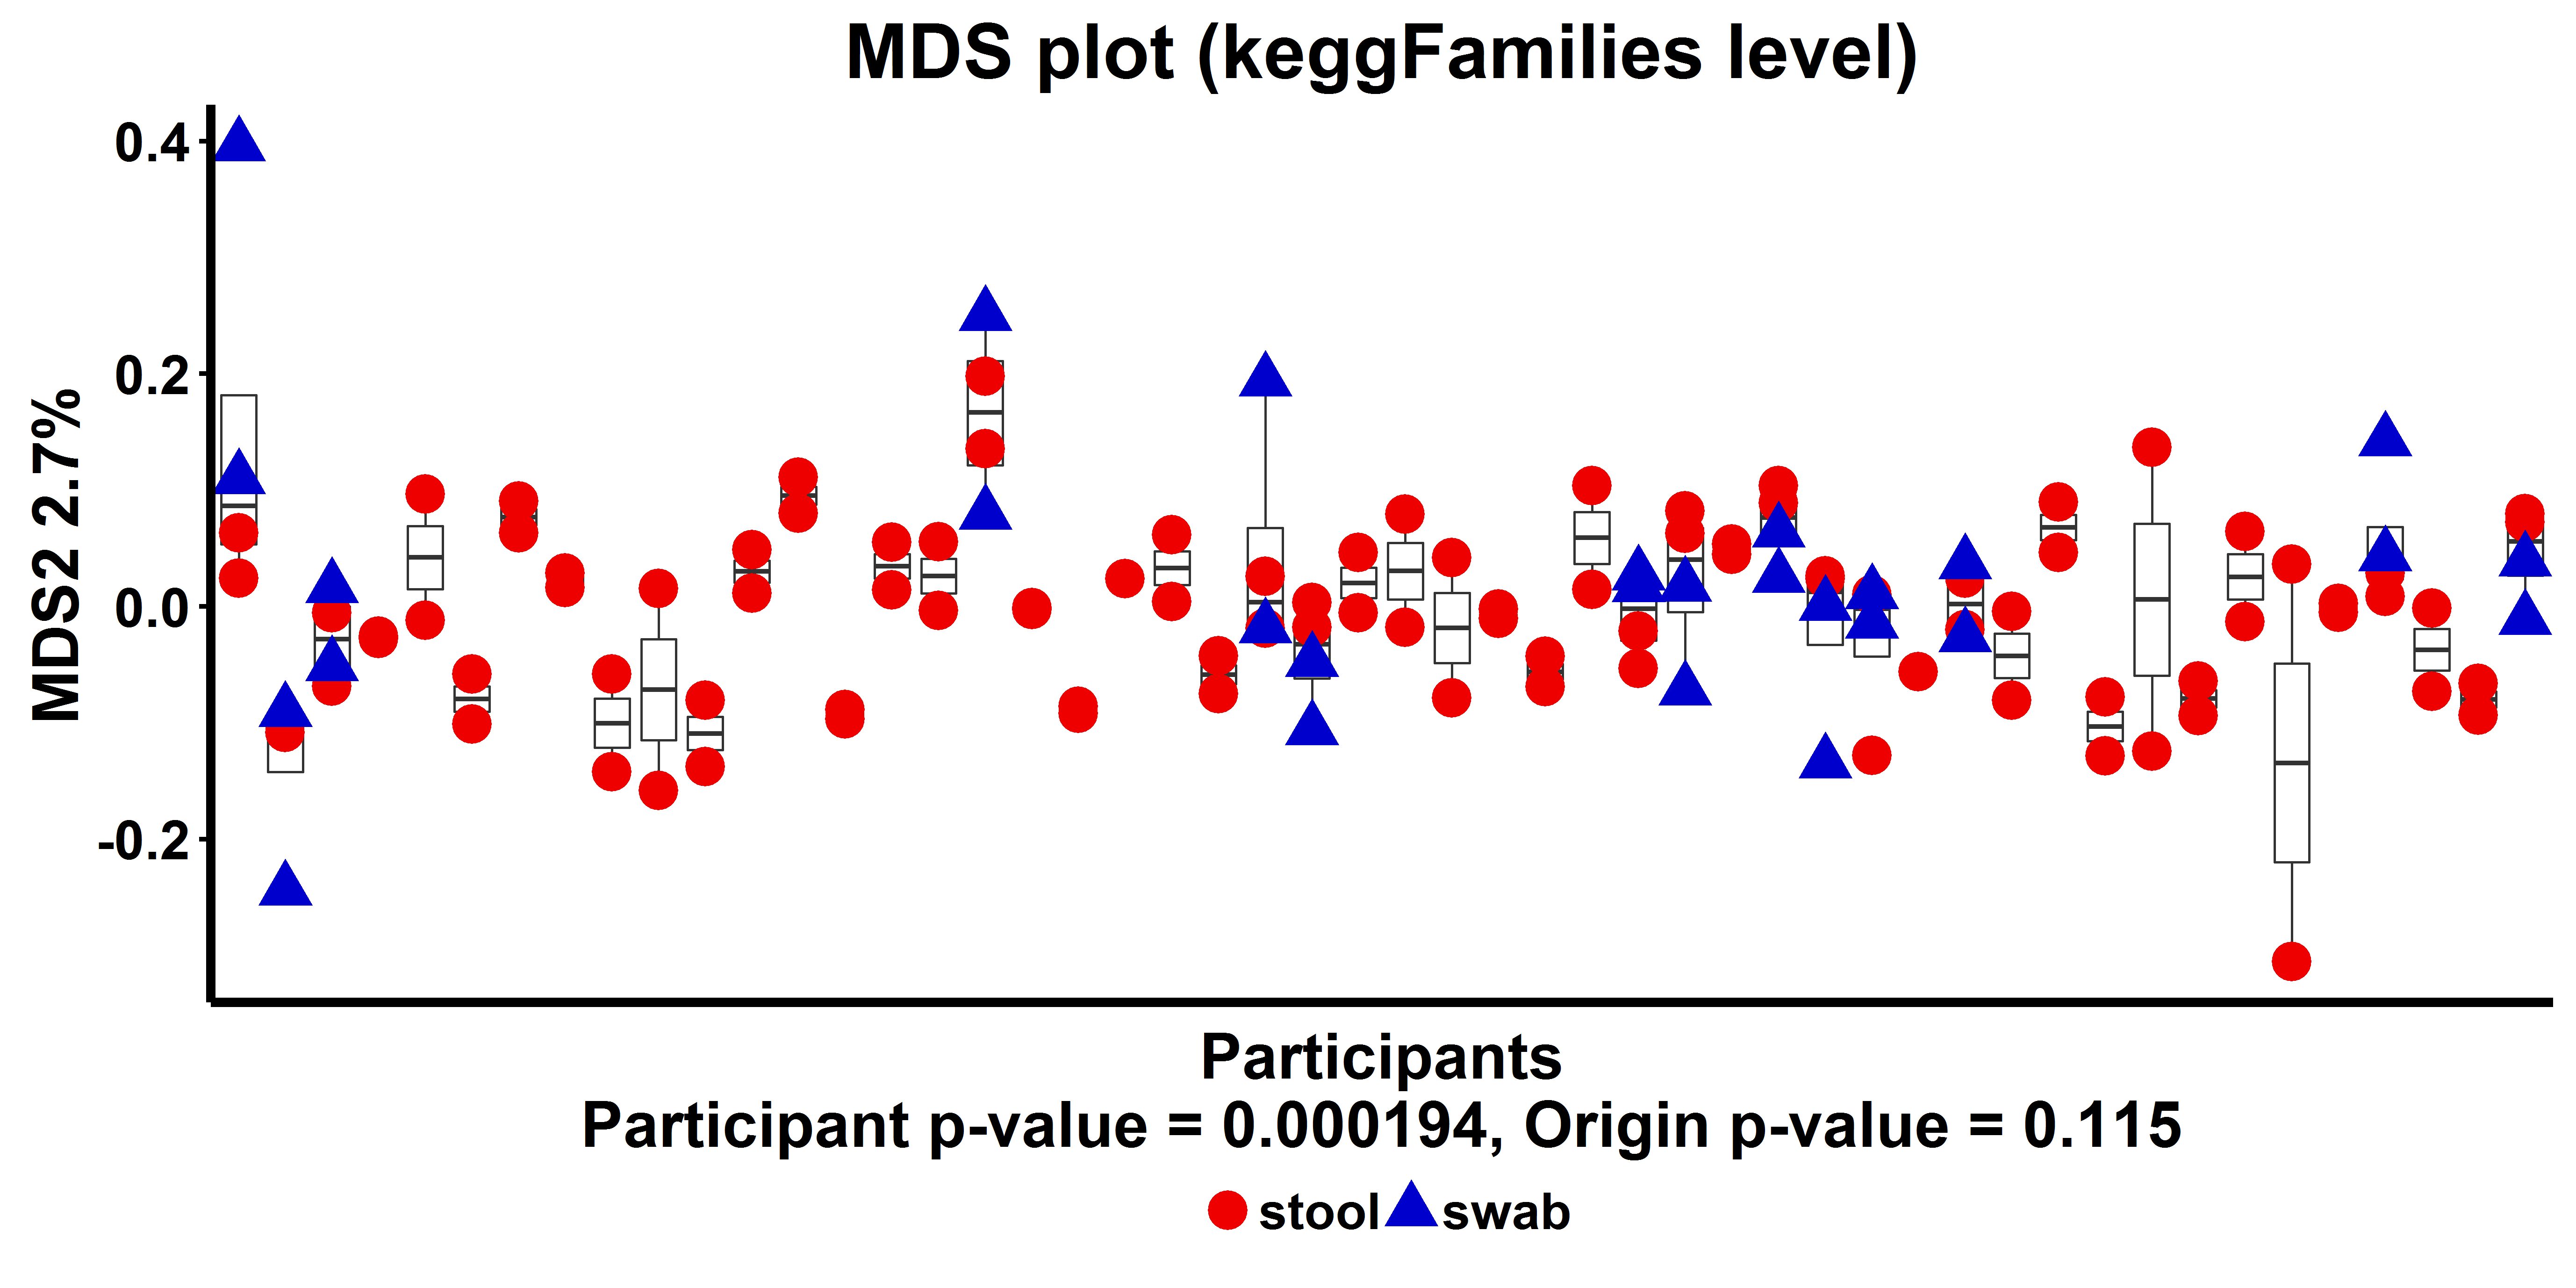 MDS plot (keggFamilies level)
MDS2 2.7%
0.4
0.2
0.0
-0.2
Participants
Participant p-value = 0.000194, Origin p-value = 0.115
stool swab